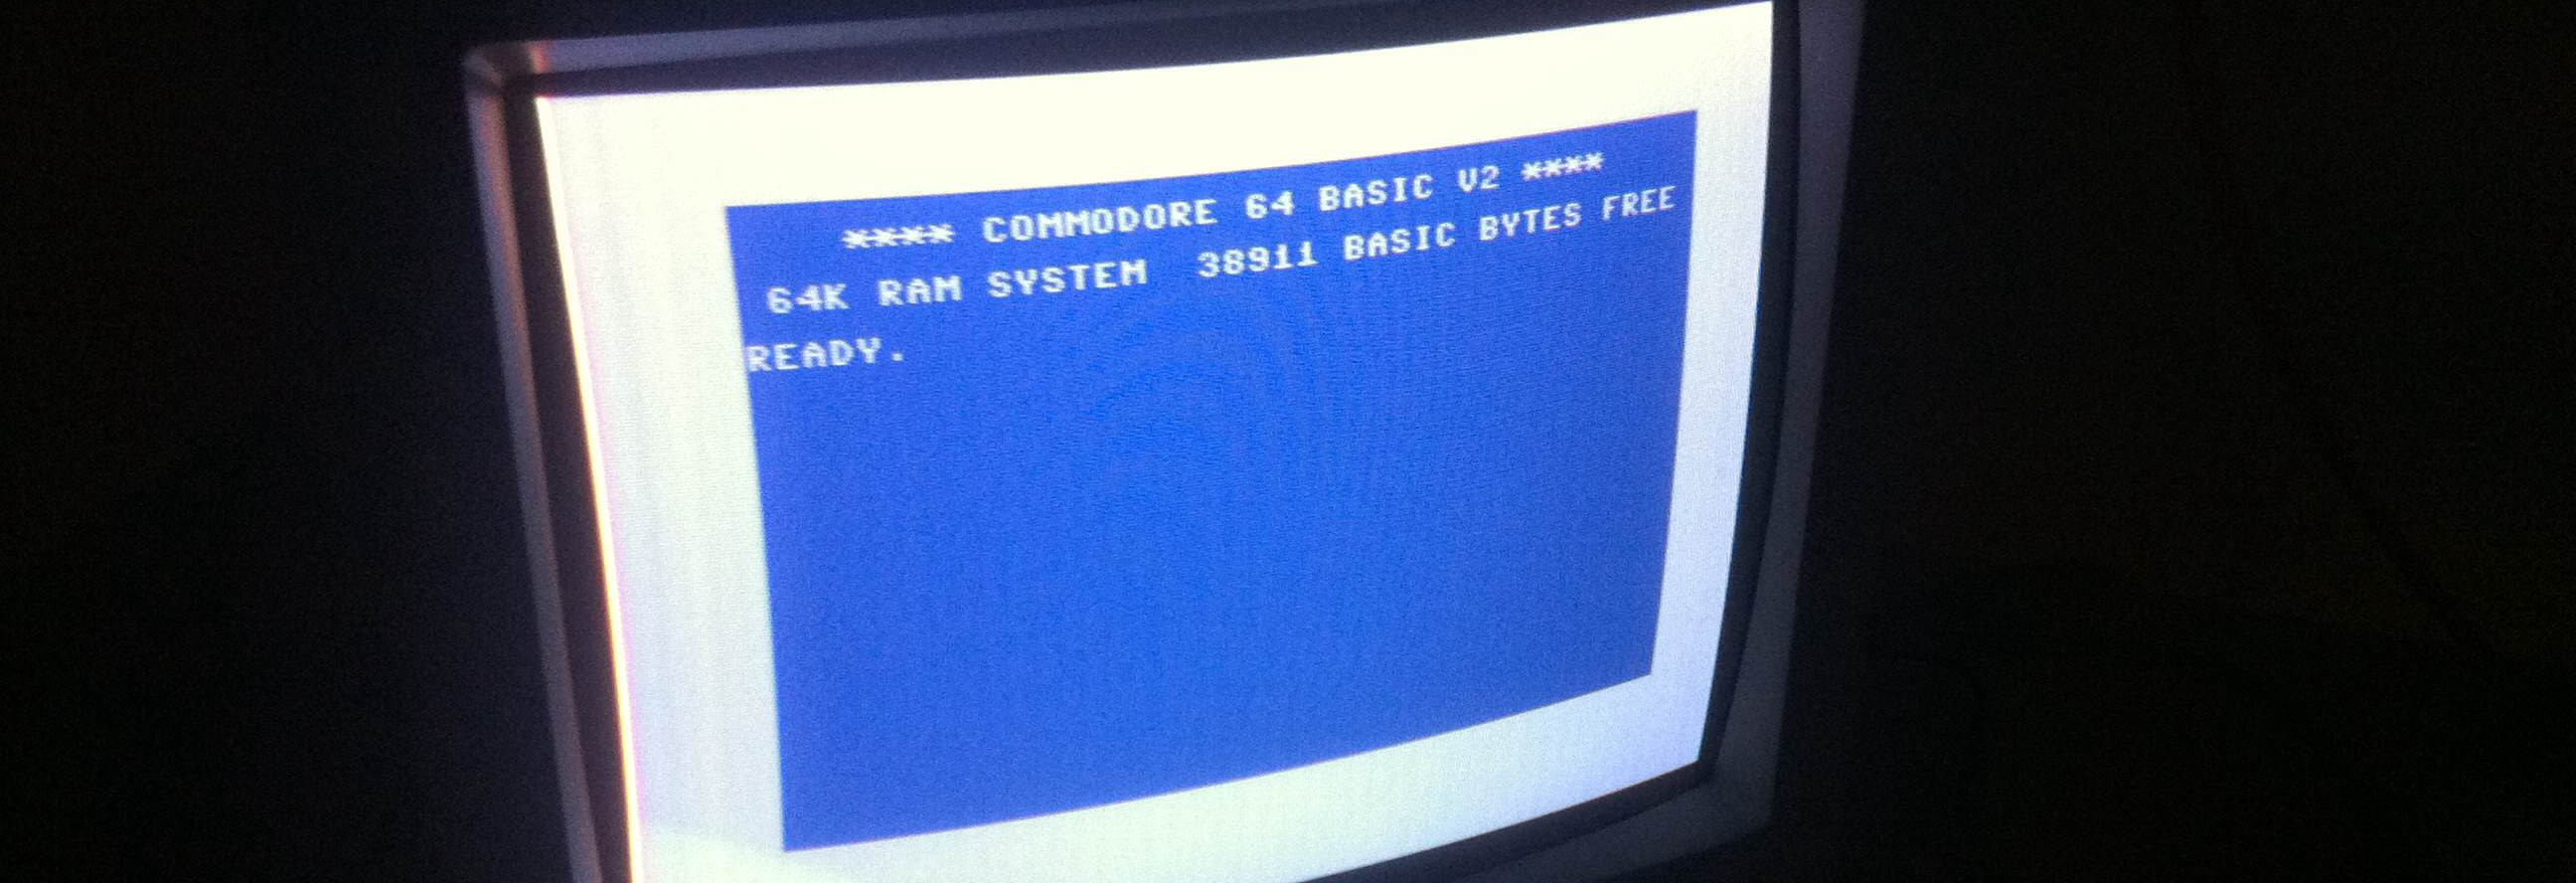 **** COMMODORE 64 BASIC V2 ****
64K RAM SYSTEM  38911 BASIC BYTES FREE
READY.